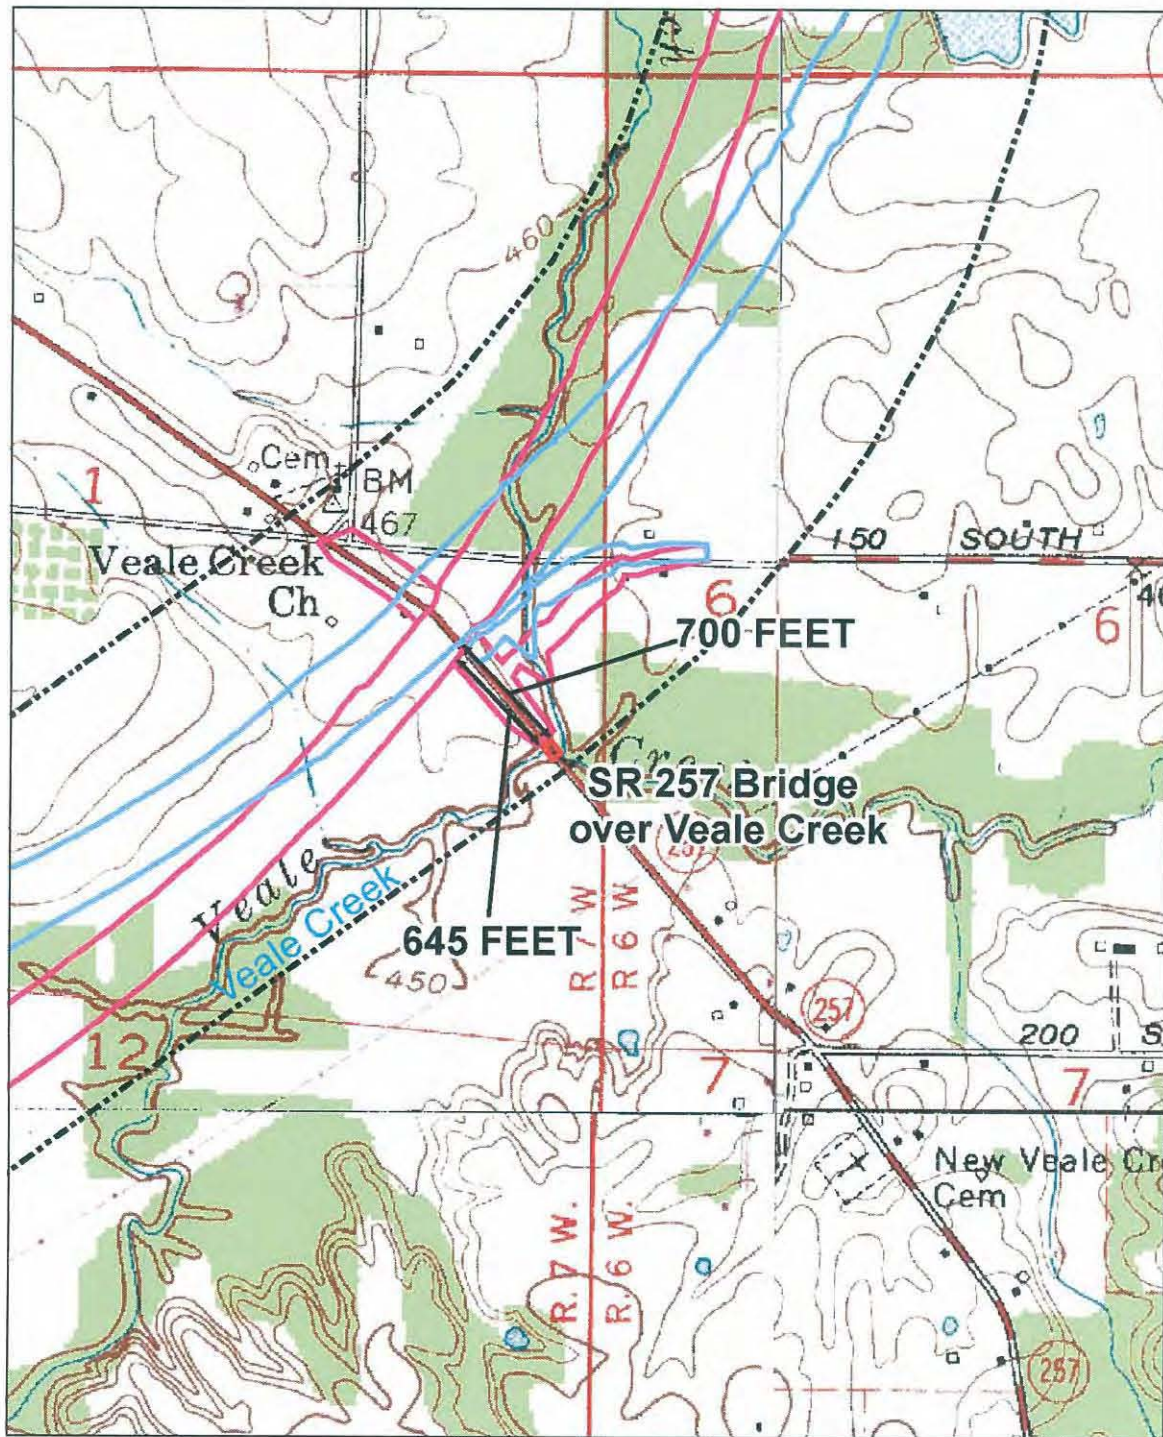 460
Cem
BM
1
467
150 SOUTH
Veale Creek
Ch
6
6
700 FEET
SR 257 Bridge
over Veale Creek
257
Veale
Veale Creek
645 FEET
R 7 W
R 6 W
450
257
12
200 S
7
7
New Veale Cre
Cem
R. 7 W.
R. 6 W.
257